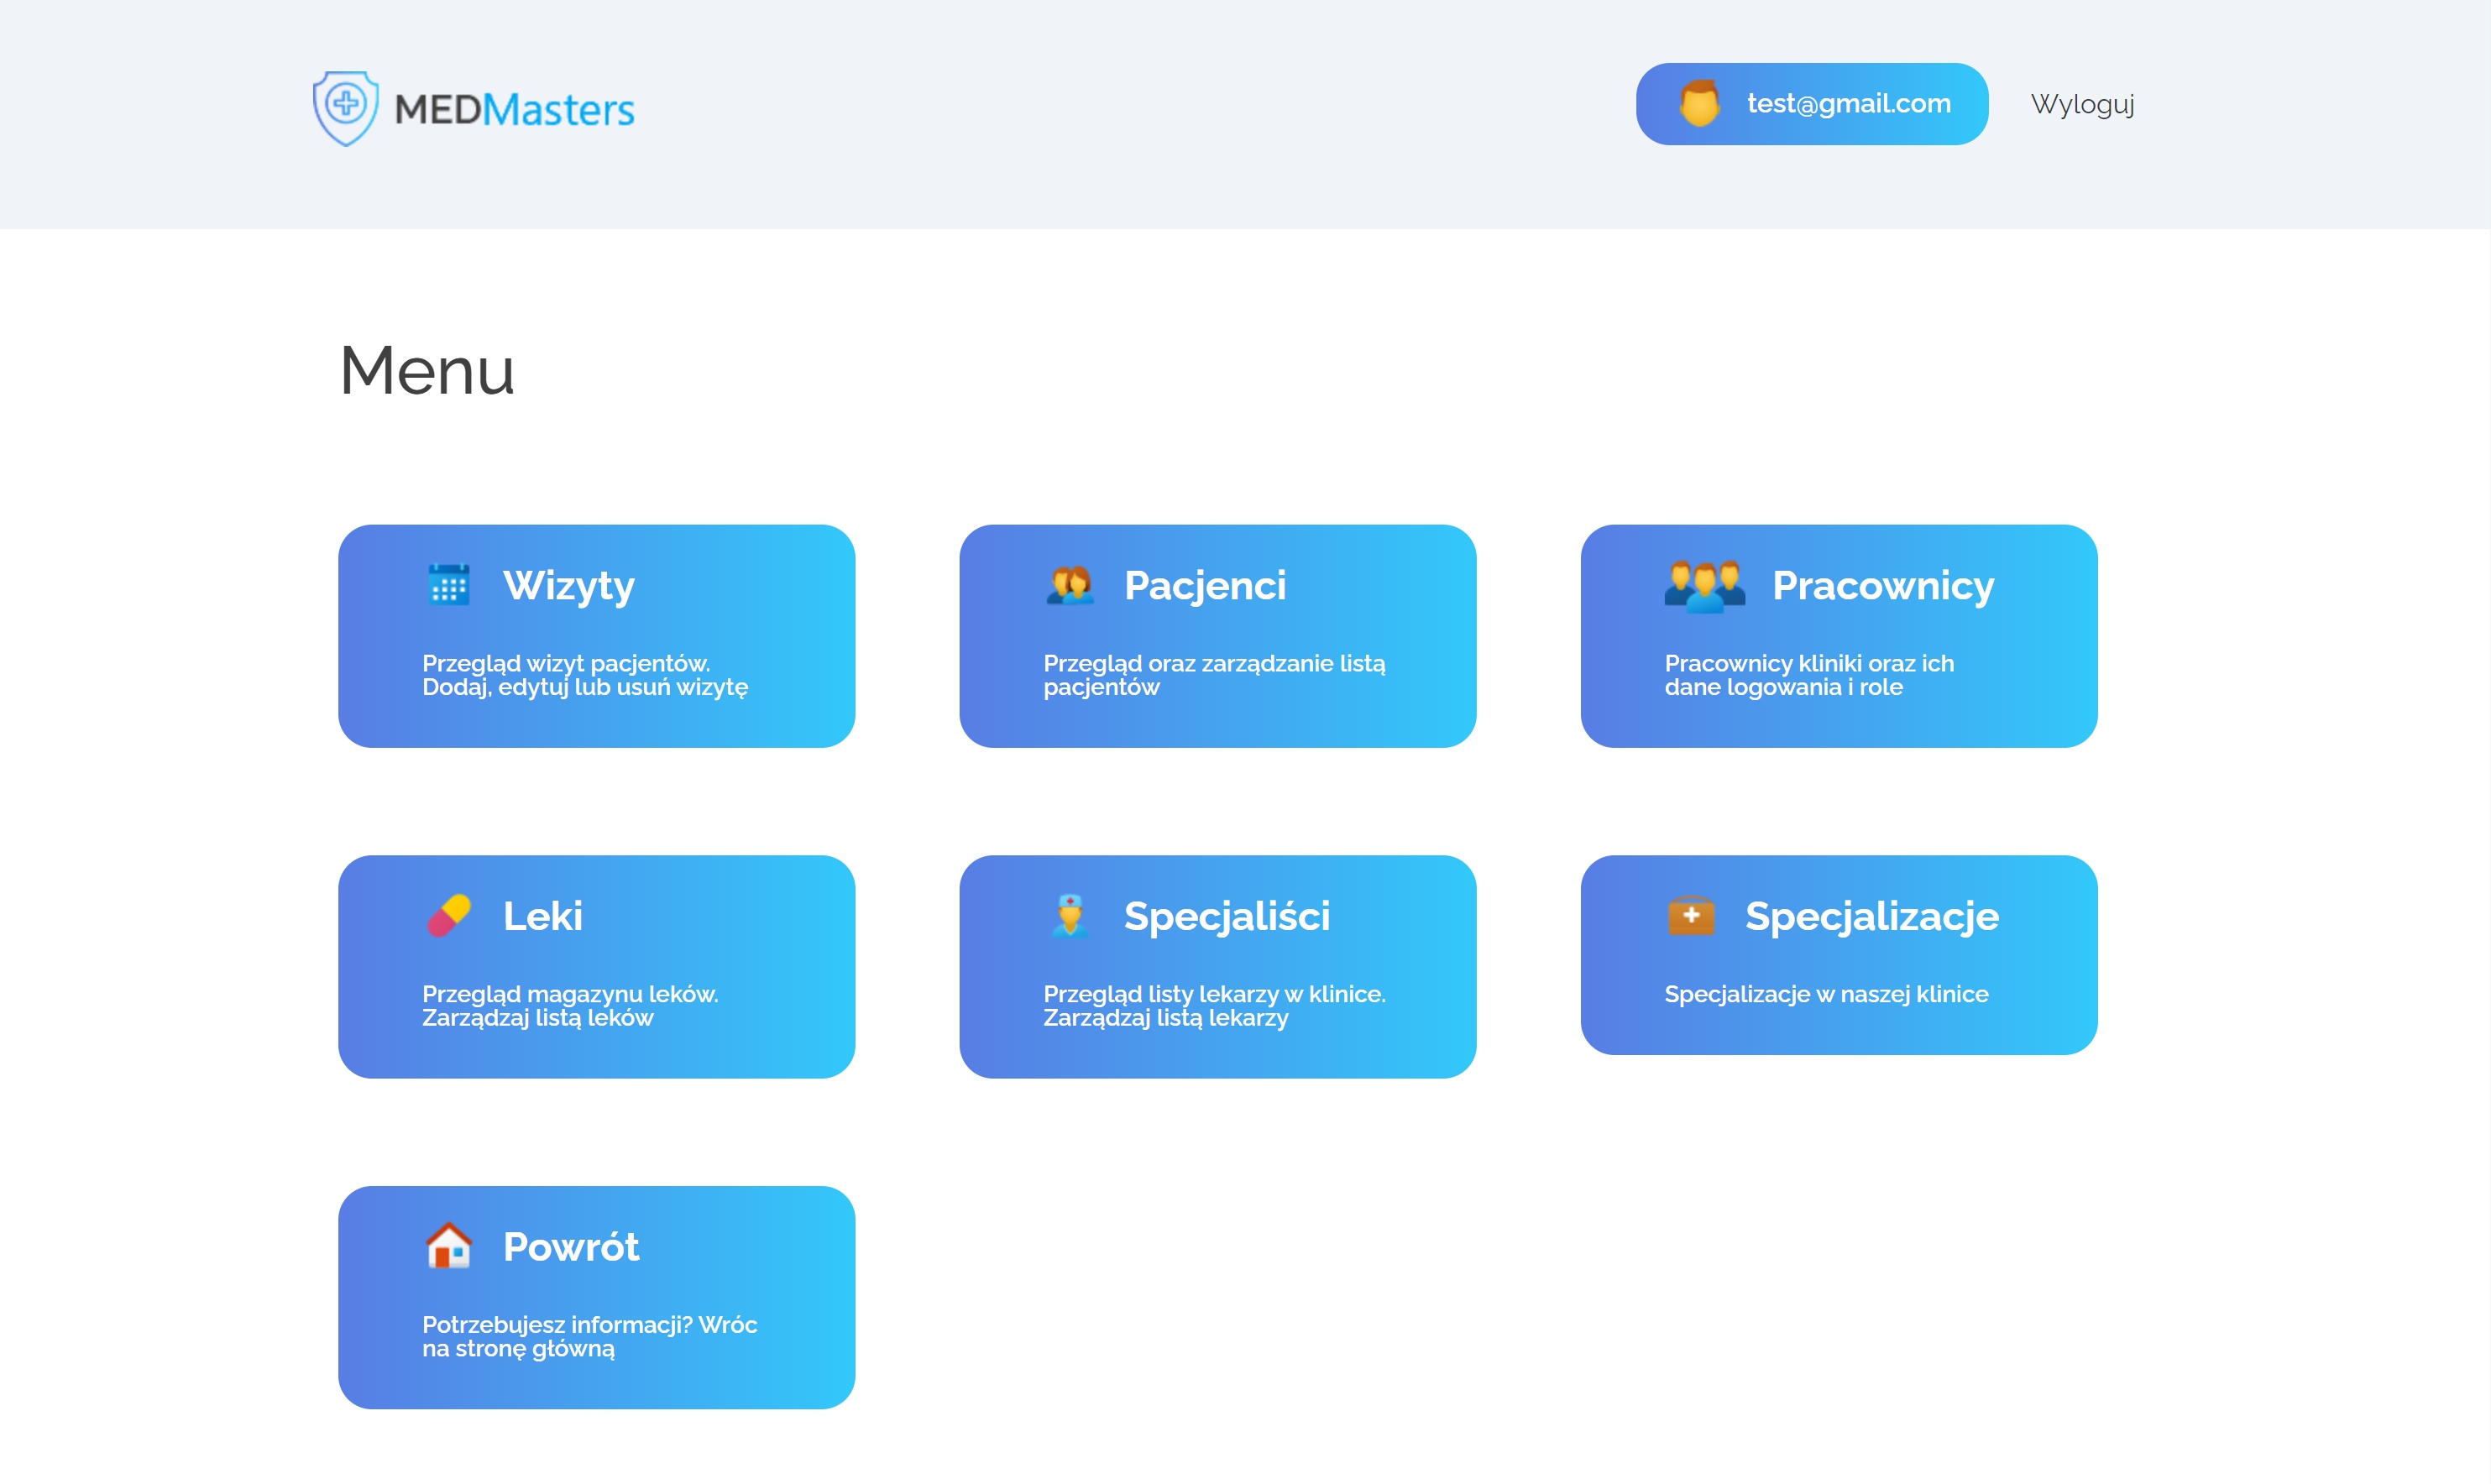 MEDMasters
test@gmail.com
Wyloguj
Menu
Wizyty
Przegląd wizyt pacjentów.
Dodaj, edytuj lub usuń wizytę
Pacjenci
Przegląd oraz zarządzanie listą
pacjentów
Pracownicy
Pracownicy kliniki oraz ich
dane logowania i role
Leki
Przegląd magazynu leków.
Zarządzaj listą leków
Specjaliści
Przegląd listy lekarzy w klinice.
Zarządzaj listą lekarzy
Specjalizacje
Specjalizacje w naszej klinice
Powrót
Potrzebujesz informacji? Wróc
na stronę główną